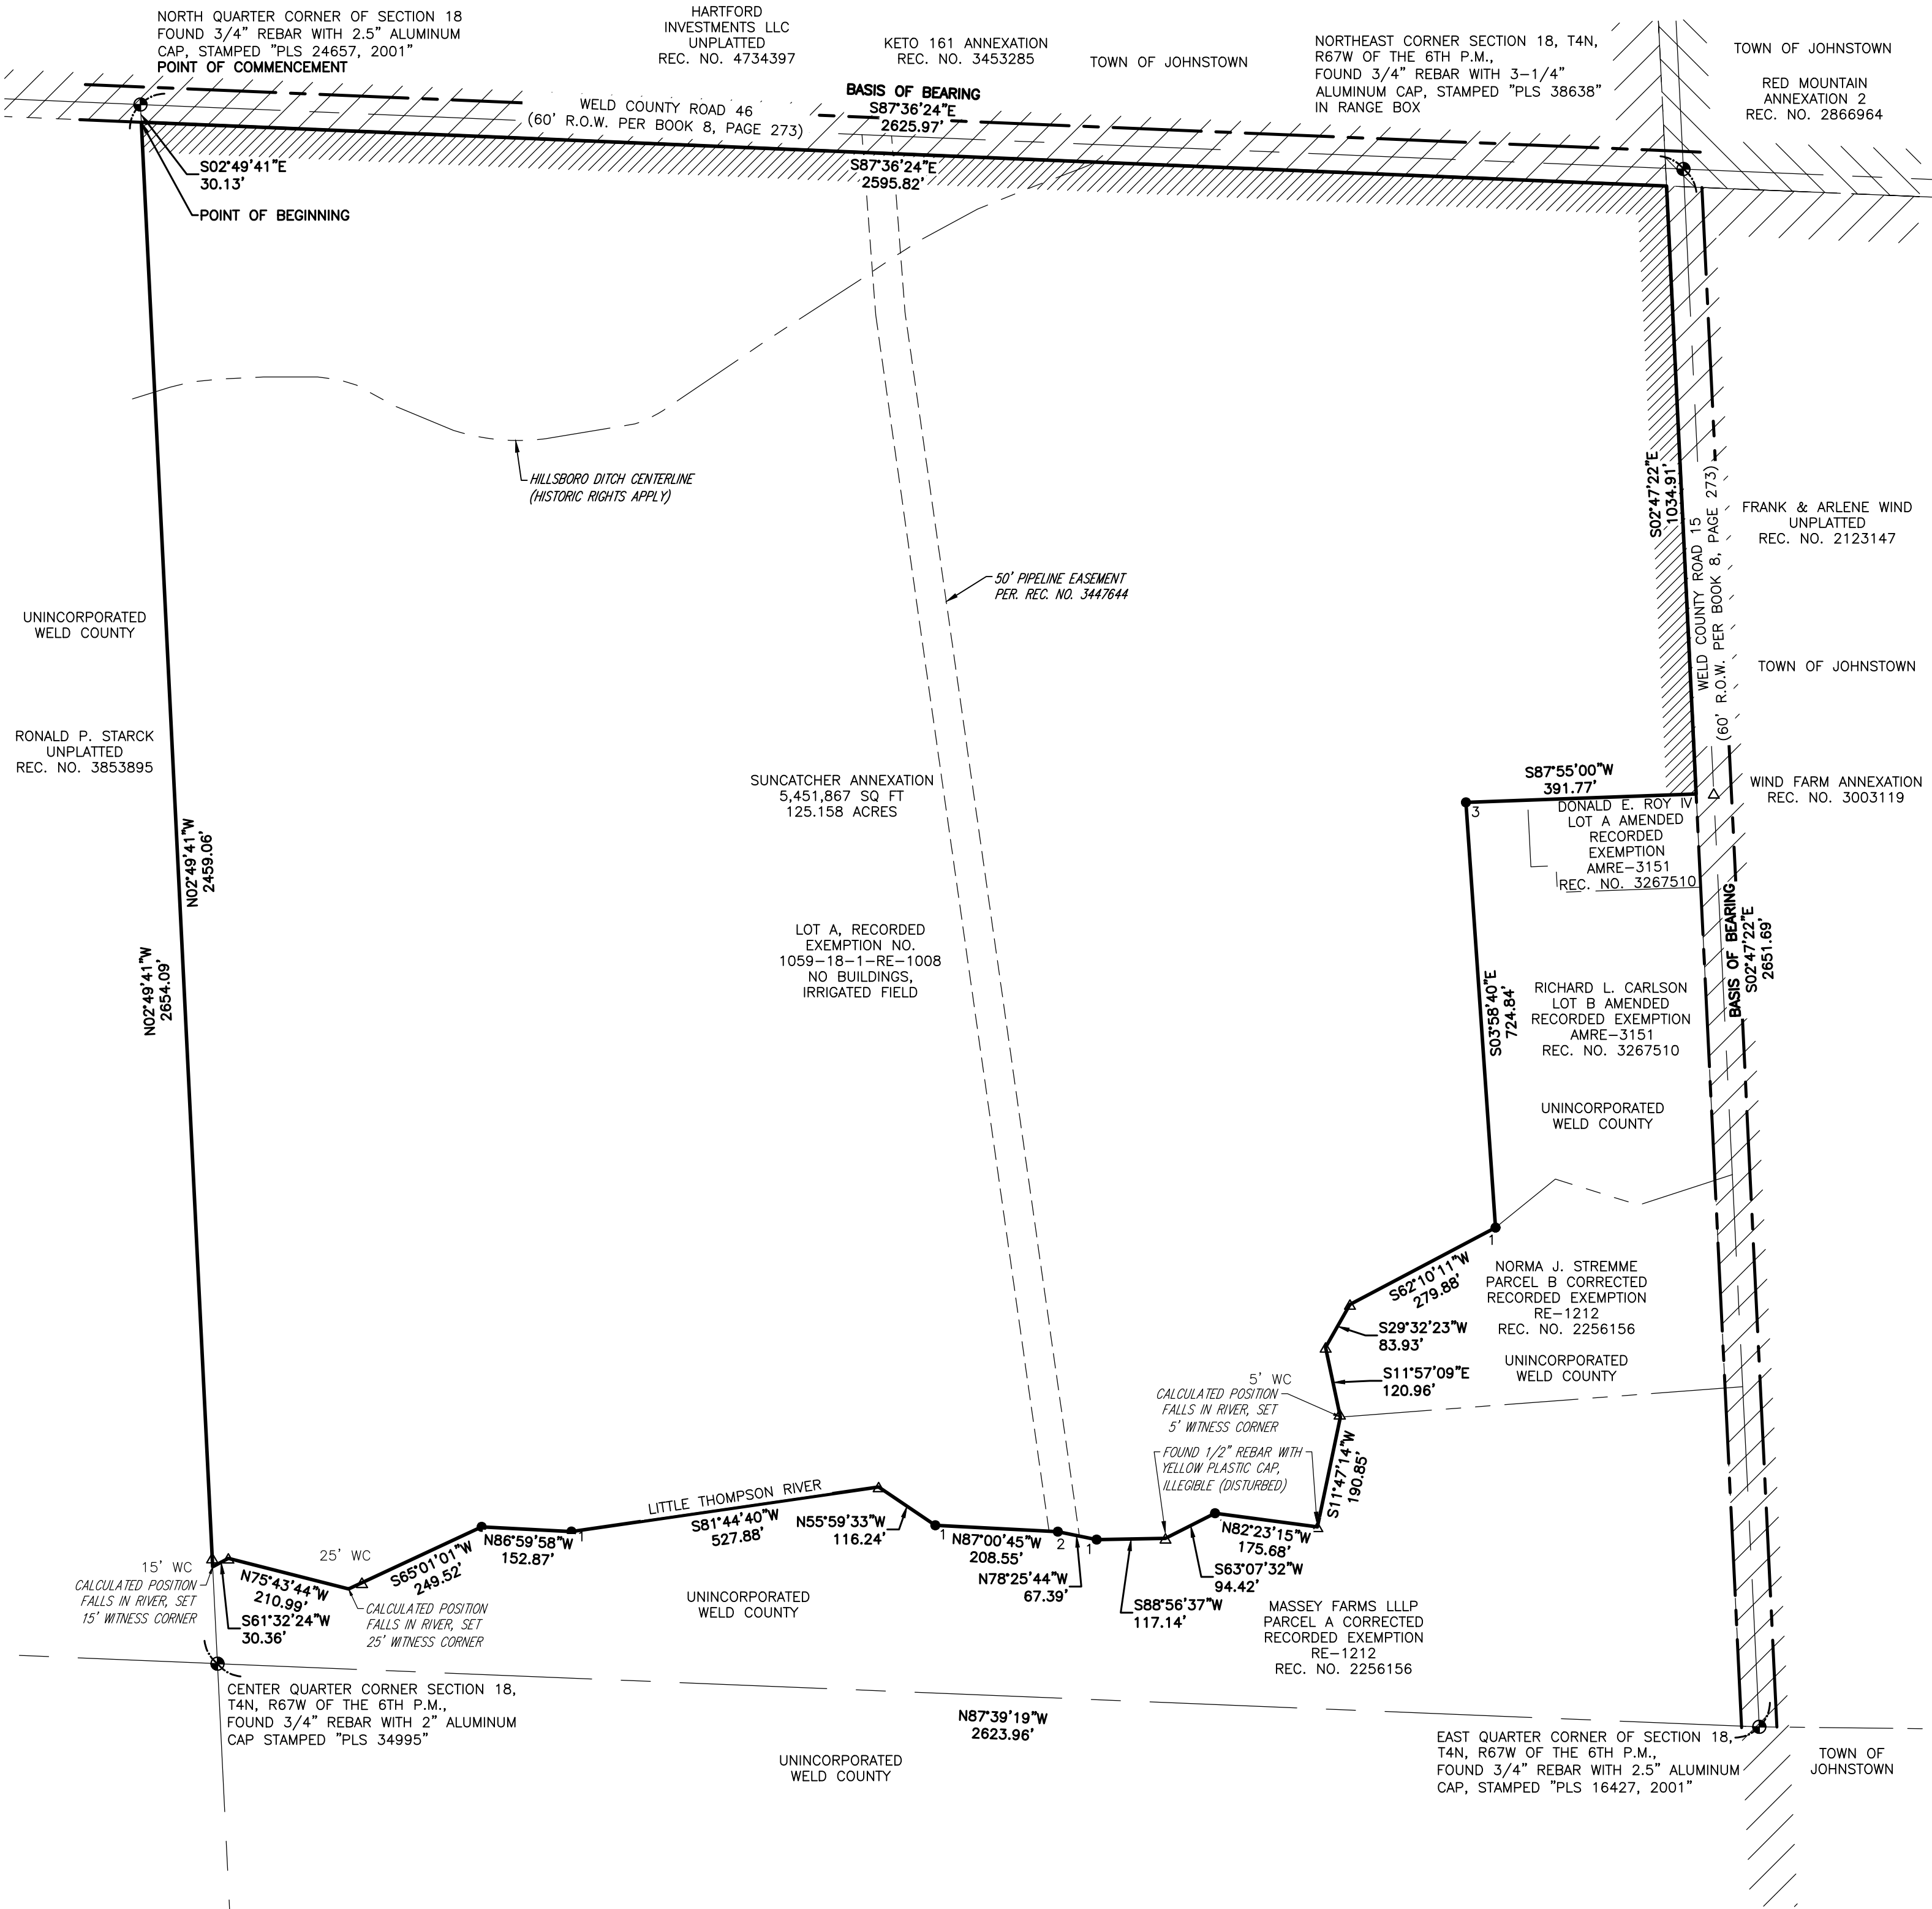 NORTH QUARTER CORNER OF SECTION 18
FOUND 3/4" REBAR WITH 2.5" ALUMINUM
CAP, STAMPED "PLS 24657, 2001"
POINT OF COMMENCEMENT
HARTFORD
INVESTMENTS LLC
UNPLATTED
REC. NO. 4734397
KETO 161 ANNEXATION
REC. NO. 3453285
TOWN OF JOHNSTOWN
NORTHEAST CORNER SECTION 18, T4N,
R67W OF THE 6TH P.M.,
FOUND 3/4" REBAR WITH 3-1/4"
ALUMINUM CAP, STAMPED "PLS 38638"
IN RANGE BOX
TOWN OF JOHNSTOWN
RED MOUNTAIN
ANNEXATION 2
REC. NO. 2866964
WELD COUNTY ROAD 46
(60' R.O.W. PER BOOK 8, PAGE 273)
BASIS OF BEARING
S87°36'24"E
2625.97'
S87°36'24"E
2595.82'
S02°49'41"E
30.13'
POINT OF BEGINNING
HILLSBORO DITCH CENTERLINE
(HISTORIC RIGHTS APPLY)
50' PIPELINE EASEMENT
PER. REC. NO. 3447644
S02°47'22"E
1034.91'
WELD COUNTY ROAD 15
(60' R.O.W. PER BOOK 8, PAGE 273)
FRANK & ARLENE WIND
UNPLATTED
REC. NO. 2123147
TOWN OF JOHNSTOWN
WIND FARM ANNEXATION
REC. NO. 3003119
UNINCORPORATED
WELD COUNTY
RONALD P. STARCK
UNPLATTED
REC. NO. 3853895
N02°49'41"W
2459.06'
N02°49'41"W
2654.09'
SUNCATCHER ANNEXATION
5,451,867 SQ FT
125.158 ACRES
LOT A, RECORDED
EXEMPTION NO.
1059-18-1-RE-1008
NO BUILDINGS,
IRRIGATED FIELD
S87°55'00"W
391.77'
3
DONALD E. ROY IV
LOT A AMENDED
RECORDED
EXEMPTION
AMRE-3151
REC. NO. 3267510
BASIS OF BEARING
S02°47'22"E
2651.69'
S03°58'40"E
724.84'
RICHARD L. CARLSON
LOT B AMENDED
RECORDED EXEMPTION
AMRE-3151
REC. NO. 3267510
UNINCORPORATED
WELD COUNTY
1
S62°10'11"W
279.88'
NORMA J. STREMME
PARCEL B CORRECTED
RECORDED EXEMPTION
RE-1212
REC. NO. 2256156
UNINCORPORATED
WELD COUNTY
S29°32'23"W
83.93'
S11°57'09"E
120.96'
5' WC
CALCULATED POSITION
FALLS IN RIVER, SET
5' WITNESS CORNER
FOUND 1/2" REBAR WITH
YELLOW PLASTIC CAP,
ILLEGIBLE (DISTURBED)
S11°47'14"W
190.85'
N82°23'15"W
175.68'
S63°07'32"W
94.42'
S88°56'37"W
117.14'
1
N78°25'44"W
67.39'
2
N87°00'45"W
208.55'
1
N55°59'33"W
116.24'
LITTLE THOMPSON RIVER
S81°44'40"W
527.88'
1
N86°59'58"W
152.87'
S65°01'01"W
249.52'
25' WC
CALCULATED POSITION
FALLS IN RIVER, SET
25' WITNESS CORNER
N75°43'44"W
210.99'
S61°32'24"W
30.36'
15' WC
CALCULATED POSITION
FALLS IN RIVER, SET
15' WITNESS CORNER
UNINCORPORATED
WELD COUNTY
MASSEY FARMS LLLP
PARCEL A CORRECTED
RECORDED EXEMPTION
RE-1212
REC. NO. 2256156
CENTER QUARTER CORNER SECTION 18,
T4N, R67W OF THE 6TH P.M.,
FOUND 3/4" REBAR WITH 2" ALUMINUM
CAP STAMPED "PLS 34995"
N87°39'19"W
2623.96'
UNINCORPORATED
WELD COUNTY
EAST QUARTER CORNER OF SECTION 18,
T4N, R67W OF THE 6TH P.M.,
FOUND 3/4" REBAR WITH 2.5" ALUMINUM
CAP, STAMPED "PLS 16427, 2001"
TOWN OF
JOHNSTOWN